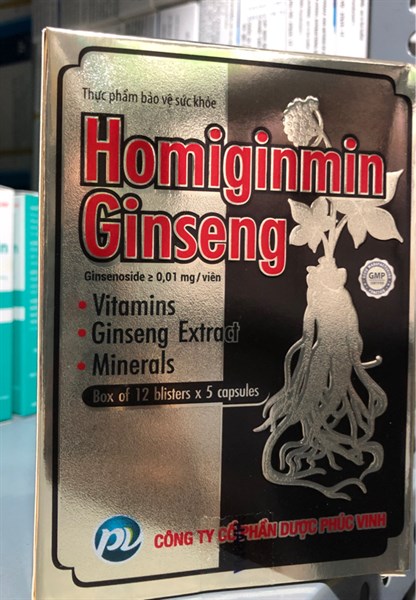 Thực phẩm bảo vệ sức khỏe
Homiginmin
Ginseng
Ginsenoside ≥ 0,01 mg/viên
• Vitamins
• Ginseng Extract
• Minerals
Box of 12 blisters x 5 capsules
GMP
PV
CÔNG TY CỔ PHẦN DƯỢC PHÚC VINH